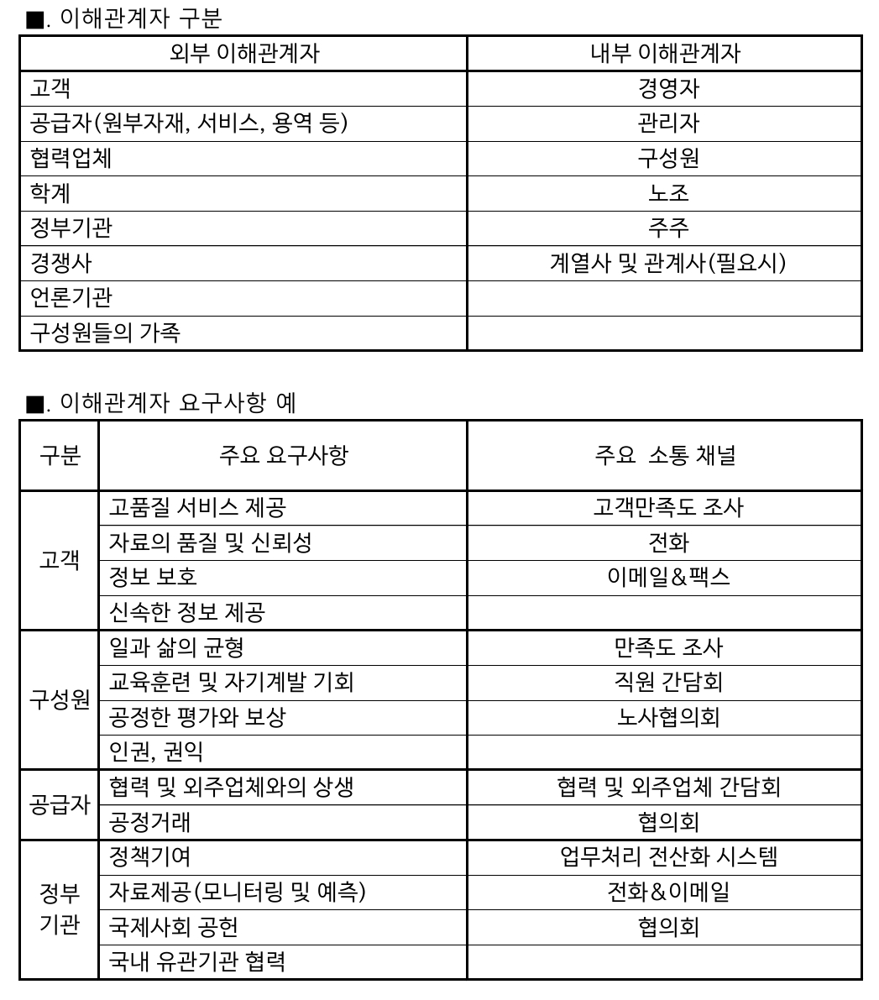 ■. 이해관계자 구분
외부 이해관계자 내부 이해관계자
고객 경영자
공급자(원부자재, 서비스, 용역 등) 관리자
협력업체 구성원
학계 노조
정부기관 주주
경쟁사 계열사 및 관계사(필요시)
언론기관
구성원들의 가족
■. 이해관계자 요구사항 예
구분 주요 요구사항 주요 소통 채널
고객
고품질 서비스 제공 고객만족도 조사
자료의 품질 및 신뢰성 전화
정보 보호 이메일&팩스
신속한 정보 제공
구성원
일과 삶의 균형 만족도 조사
교육훈련 및 자기계발 기회 직원 간담회
공정한 평가와 보상 노사협의회
인권, 권익
공급자
협력 및 외주업체와의 상생 협력 및 외주업체 간담회
공정거래 협의회
정부
기관
정책기여 업무처리 전산화 시스템
자료제공(모니터링 및 예측) 전화&이메일
국제사회 공헌 협의회
국내 유관기관 협력